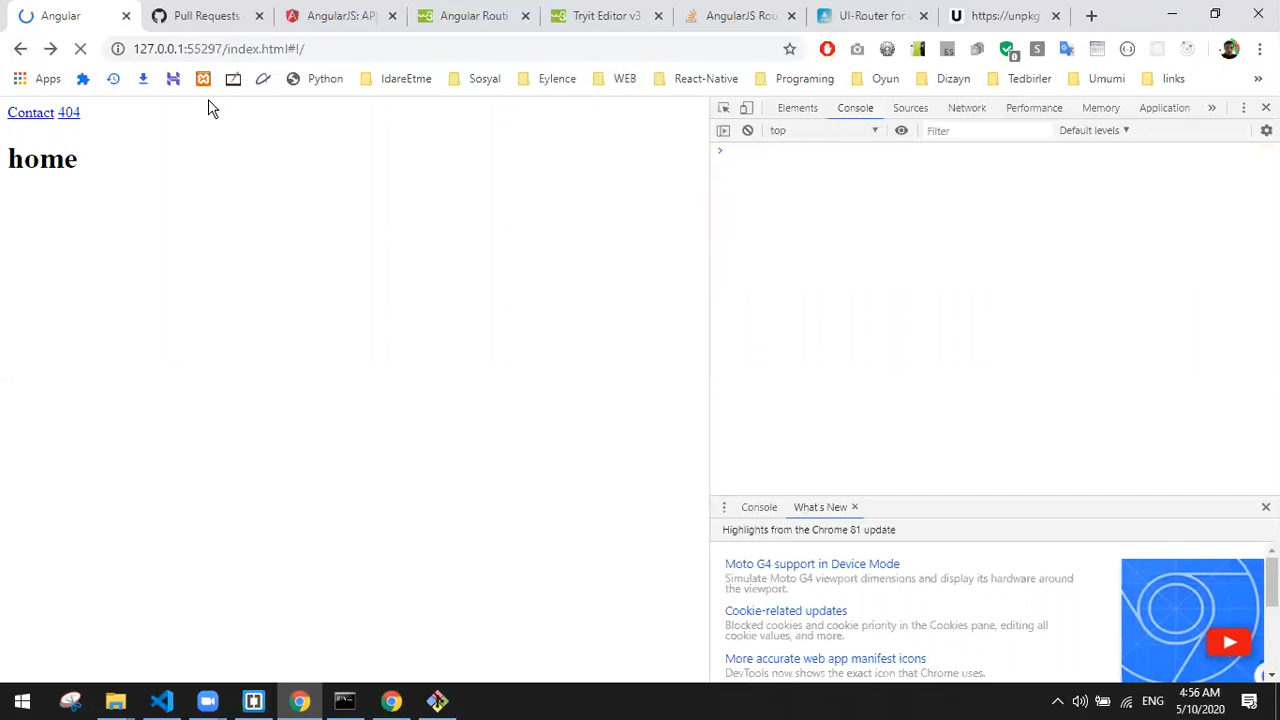 Angular
Pull Requests
AngularJS: AP
Angular Routi
Tryit Editor v3
AngularJS Rou
UI-Router for
https://unpkg
127.0.0.1:55297/index.html#!/
Apps
Python
IdareEtme
Sosyal
Eylence
WEB
React-Native
Programing
Oyun
Dizayn
Tedbirler
Umumi
links
»
Contact 404
home
Elements
Console
Sources
Network
Performance
Memory
Application
»
top
Filter
Default levels
>
Console
What's New
Highlights from the Chrome 81 update
Moto G4 support in Device Mode
Simulate Moto G4 viewport dimensions and display its hardware around
the viewport.
Cookie-related updates
Blocked cookies and cookie priority in the Cookies pane, editing all
cookie values, and more.
More accurate web app manifest icons
DevTools now shows the exact icon that Chrome uses.
ENG
4:56 AM
5/10/2020